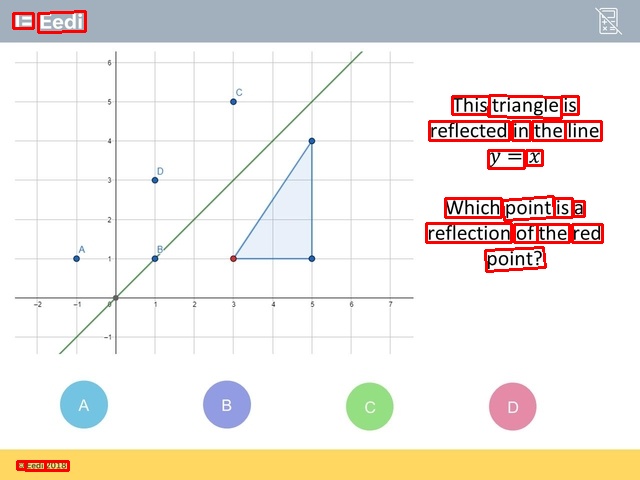 Eedi
This triangle is
reflected in the line
y = x
Which point is a
reflection of the red
point?
6
5
4
3
2
1
0
-1
-2
-1
1
2
3
4
5
6
7
A
B
C
D
A
B
C
D
© Eedi 2018